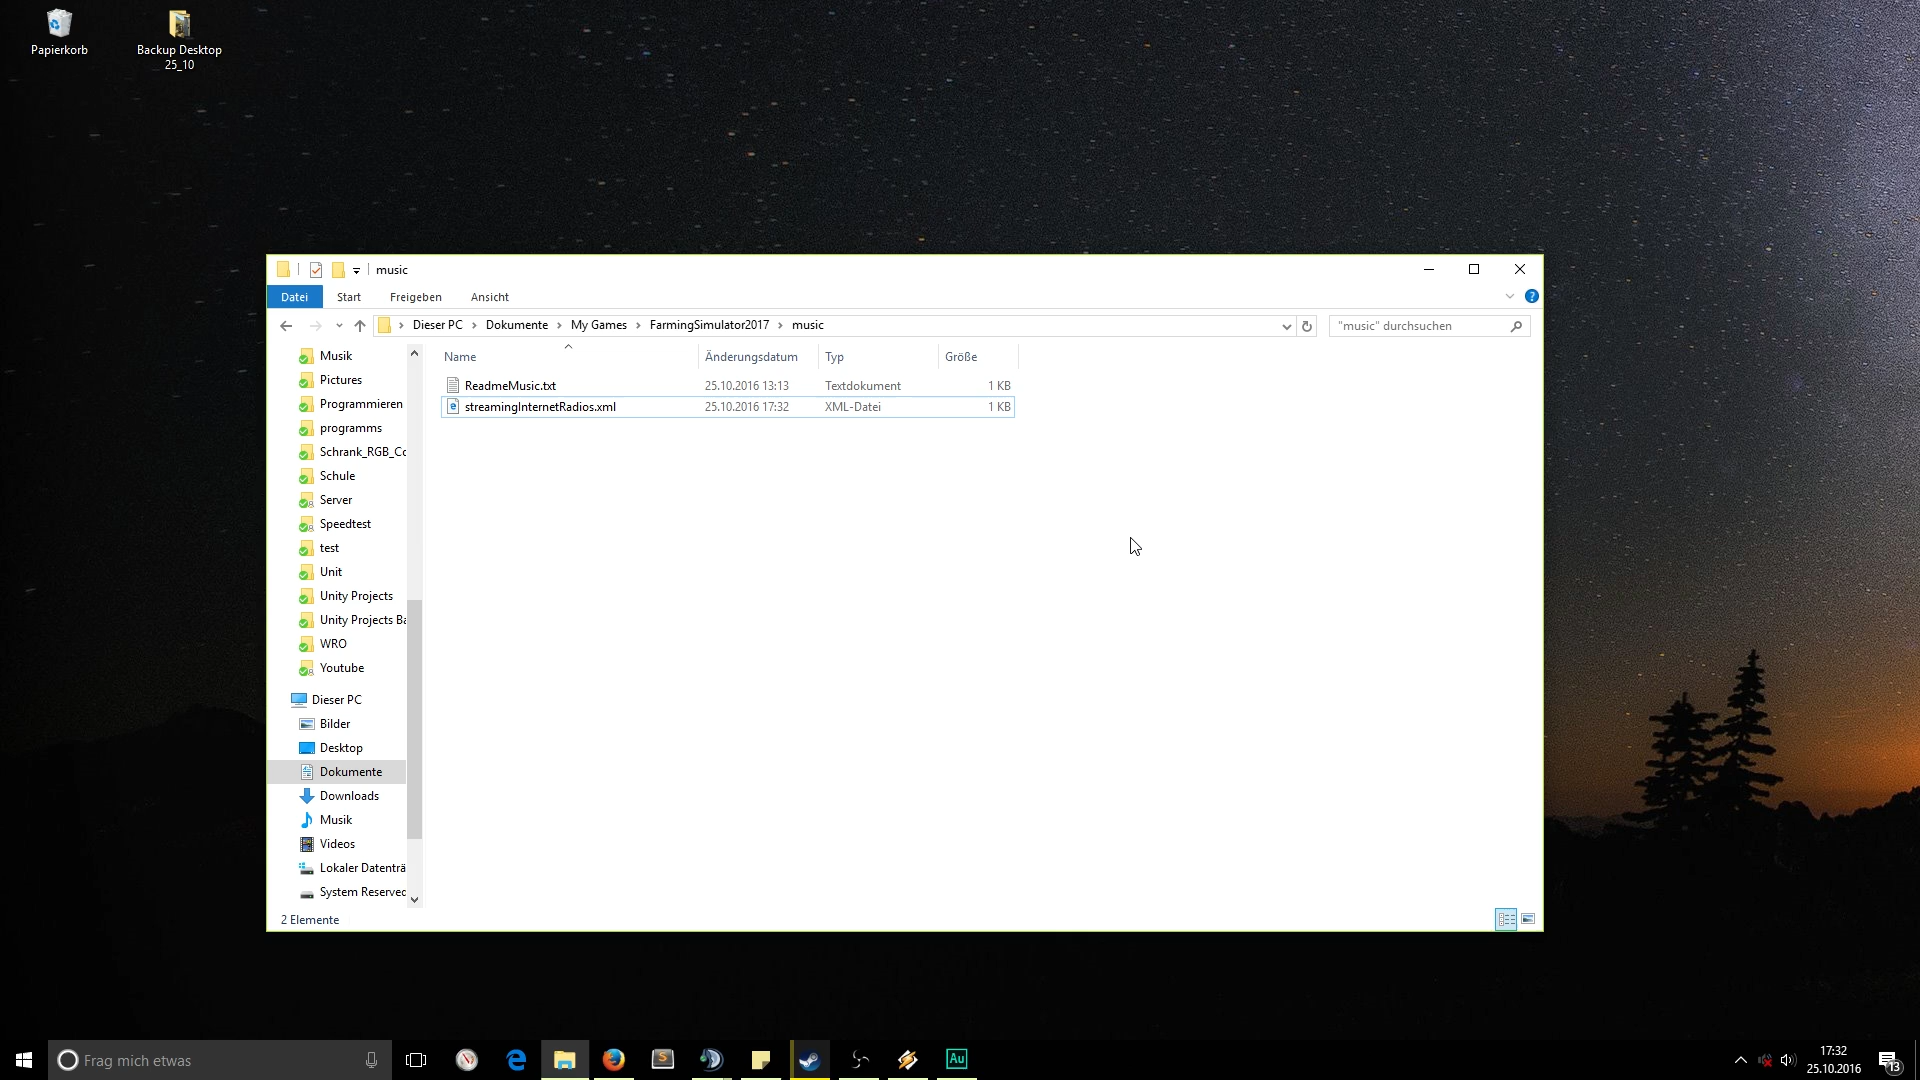 Papierkorb
Backup Desktop
25_10
music
Datei
Start
Freigeben
Ansicht
Dieser PC
Dokumente
My Games
FarmingSimulator2017
music
"music" durchsuchen
Name
Änderungsdatum
Typ
Größe
ReadmeMusic.txt
25.10.2016 13:13
Textdokument
1 KB
streamingInternetRadios.xml
25.10.2016 17:32
XML-Datei
1 KB
Musik
Pictures
Programmieren
programms
Schrank_RGB_Co
Schule
Server
Speedtest
test
Unit
Unity Projects
Unity Projects Ba
WRO
Youtube
Dieser PC
Bilder
Desktop
Dokumente
Downloads
Musik
Videos
Lokaler Datenträ
System Reserved
2 Elemente
Frag mich etwas
Au
17:32
25.10.2016
13